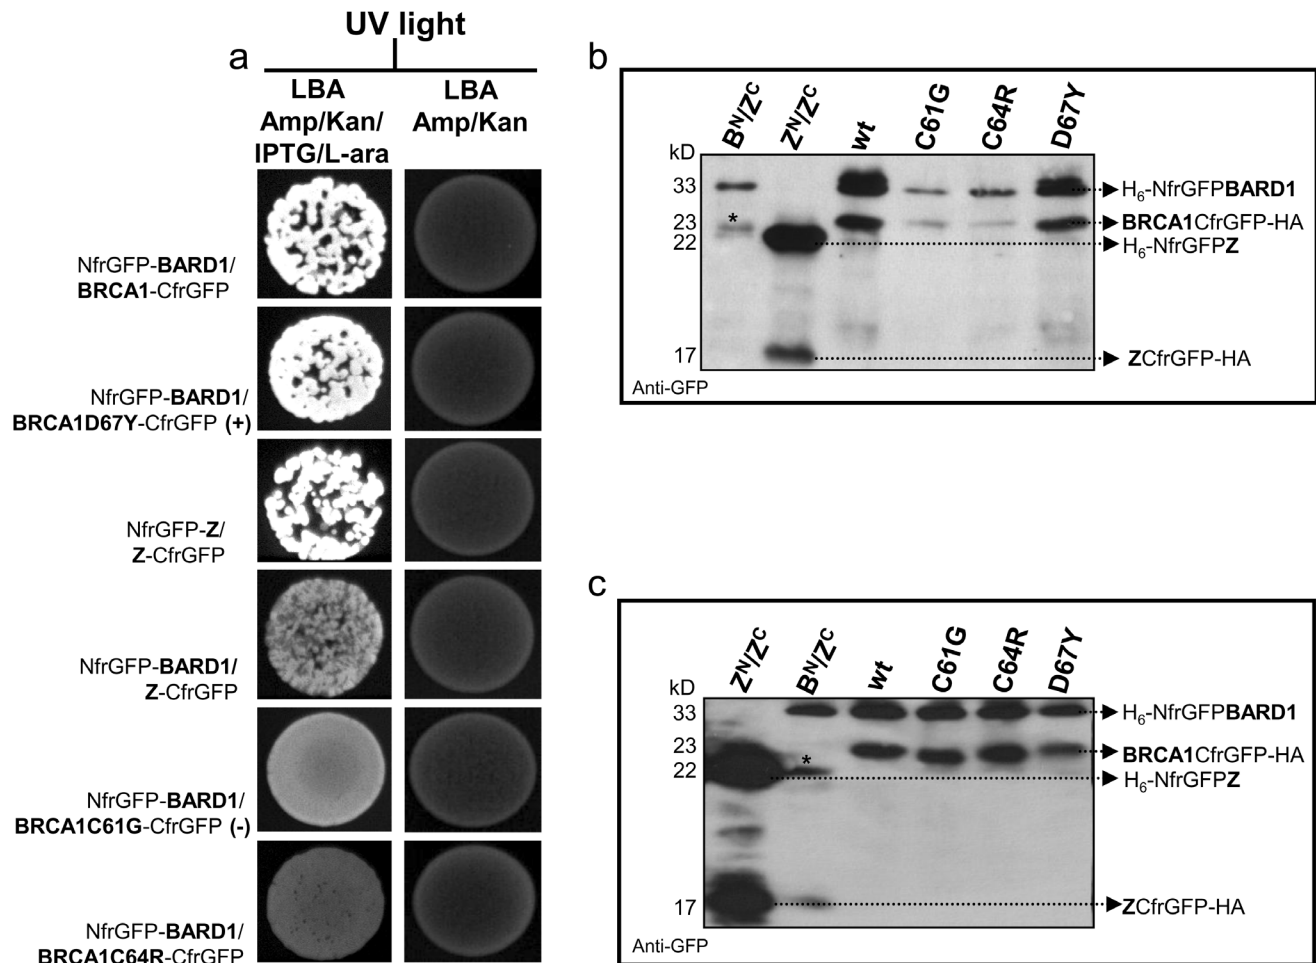 UV light
a
LBA
Amp/Kan/
IPTG/L-ara
LBA
Amp/Kan
NfrGFP-BARD1/
BRCA1-CfrGFP
NfrGFP-BARD1/
BRCA1D67Y-CfrGFP (+)
NfrGFP-Z/
Z-CfrGFP
NfrGFP-BARD1/
Z-CfrGFP
NfrGFP-BARD1/
BRCA1C61G-CfrGFP (-)
NfrGFP-BARD1/
BRCA1C64R-CfrGFP
b
Bᴺ/Zᶜ Zᴺ/Zᶜ wt C61G C64R D67Y
kD
33 H₆-NfrGFPBARD1
*
23 BRCA1CfrGFP-HA
22 H₆-NfrGFPZ
17 ZCfrGFP-HA
Anti-GFP
c
Zᴺ/Zᶜ Bᴺ/Zᶜ wt C61G C64R D67Y
kD
33 H₆-NfrGFPBARD1
23 BRCA1CfrGFP-HA
*
22 H₆-NfrGFPZ
17 ZCfrGFP-HA
Anti-GFP